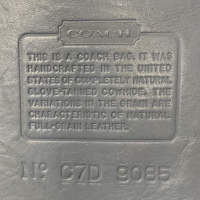 COACH
THIS IS A COACH BAG. IT WAS
HANDCRAFTED IN THE UNITED
STATES OF COMPLETELY NATURAL
GLOVE-TANNED COWHIDE. THE
VARIATIONS IN THE GRAIN ARE
CHARACTERISTIC OF NATURAL
FULL-GRAIN LEATHER.
Nº C7D 9085